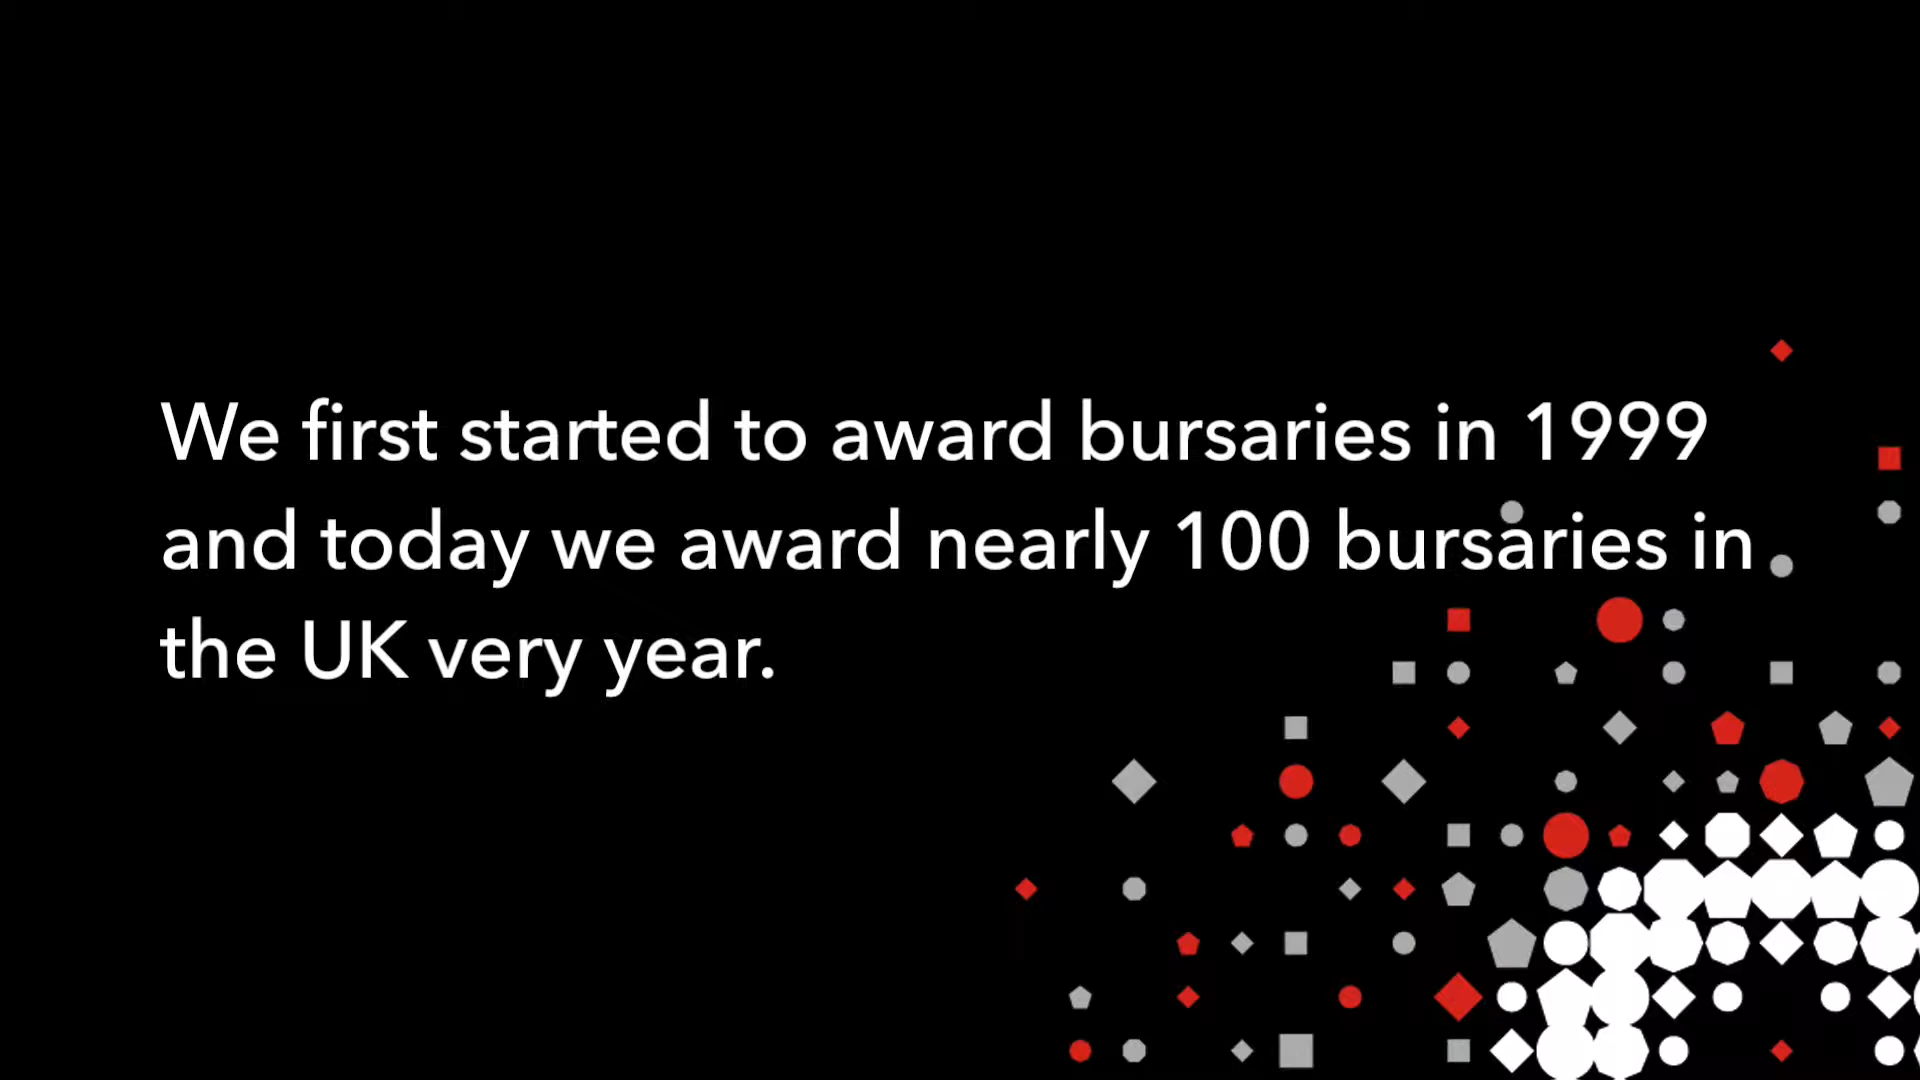 We first started to award bursaries in 1999
and today we award nearly 100 bursaries in
the UK very year.